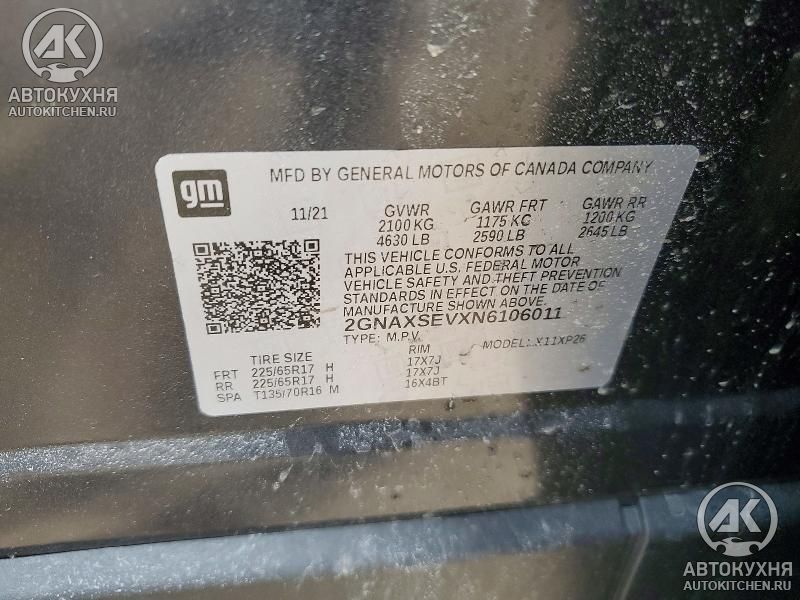 АВТОКУХНЯ
AUTOKITCHEN.RU
gm
MFD BY GENERAL MOTORS OF CANADA COMPANY
11/21 GVWR GAWR FRT GAWR RR
2100 KG 1175 KG 1200 KG
4630 LB 2590 LB 2645 LB
THIS VEHICLE CONFORMS TO ALL
APPLICABLE U.S. FEDERAL MOTOR
VEHICLE SAFETY AND THEFT PREVENTION
STANDARDS IN EFFECT ON THE DATE OF
MANUFACTURE SHOWN ABOVE.
2GNAXSEVXN6106011
TYPE: M.P.V. MODEL: X11XP26
TIRE SIZE RIM
FRT 225/65R17 H 17X7J
RR 225/65R17 H 17X7J
SPA T135/70R16 M 16X4BT
АВТОКУХНЯ
AUTOKITCHEN.RU